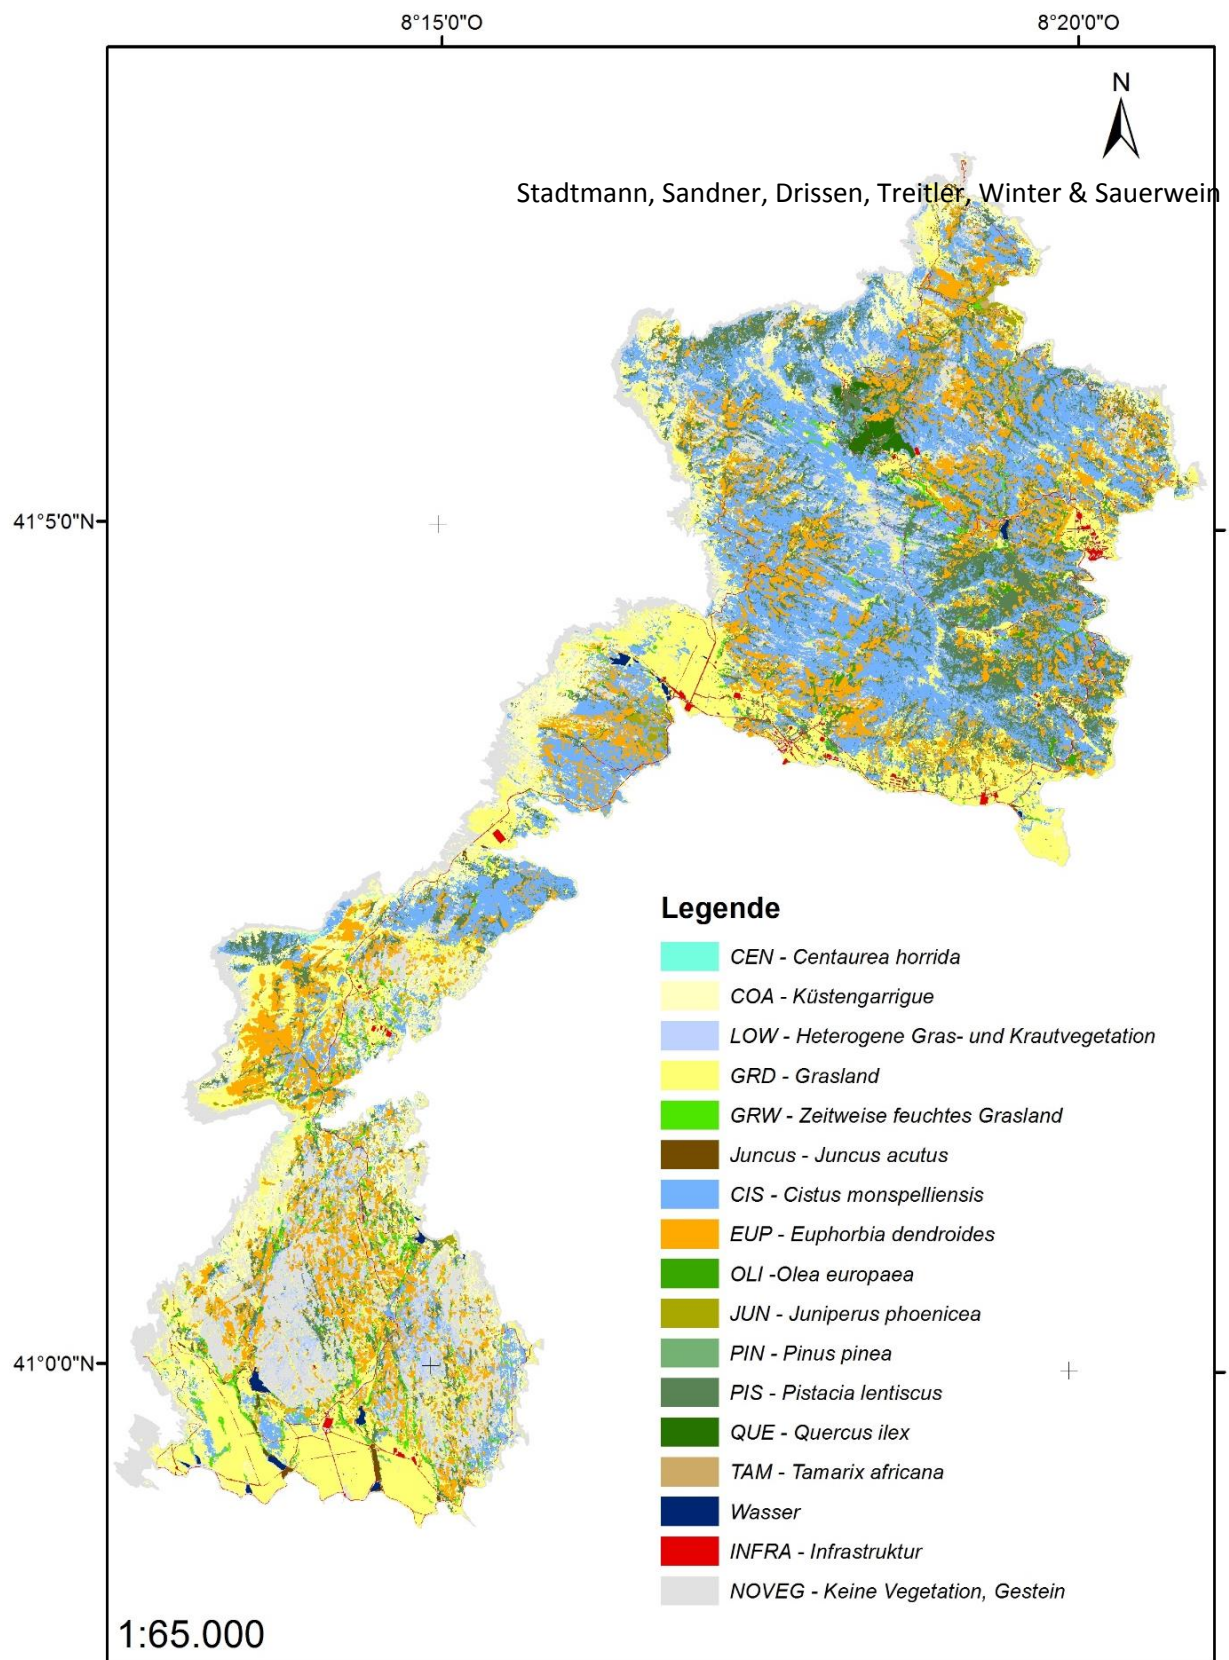 8°15'0"O
8°20'0"O
N
Stadtmann, Sandner, Drissen, Treitler, Winter & Sauerwein
41°5'0"N
Legende
CEN - Centaurea horrida
COA - Küstengarrigue
LOW - Heterogene Gras- und Krautvegetation
GRD - Grasland
GRW - Zeitweise feuchtes Grasland
Juncus - Juncus acutus
CIS - Cistus monspelliensis
EUP - Euphorbia dendroides
OLI -Olea europaea
JUN - Juniperus phoenicea
PIN - Pinus pinea
41°0'0"N
PIS - Pistacia lentiscus
QUE - Quercus ilex
TAM - Tamarix africana
Wasser
INFRA - Infrastruktur
NOVEG - Keine Vegetation, Gestein
1:65.000